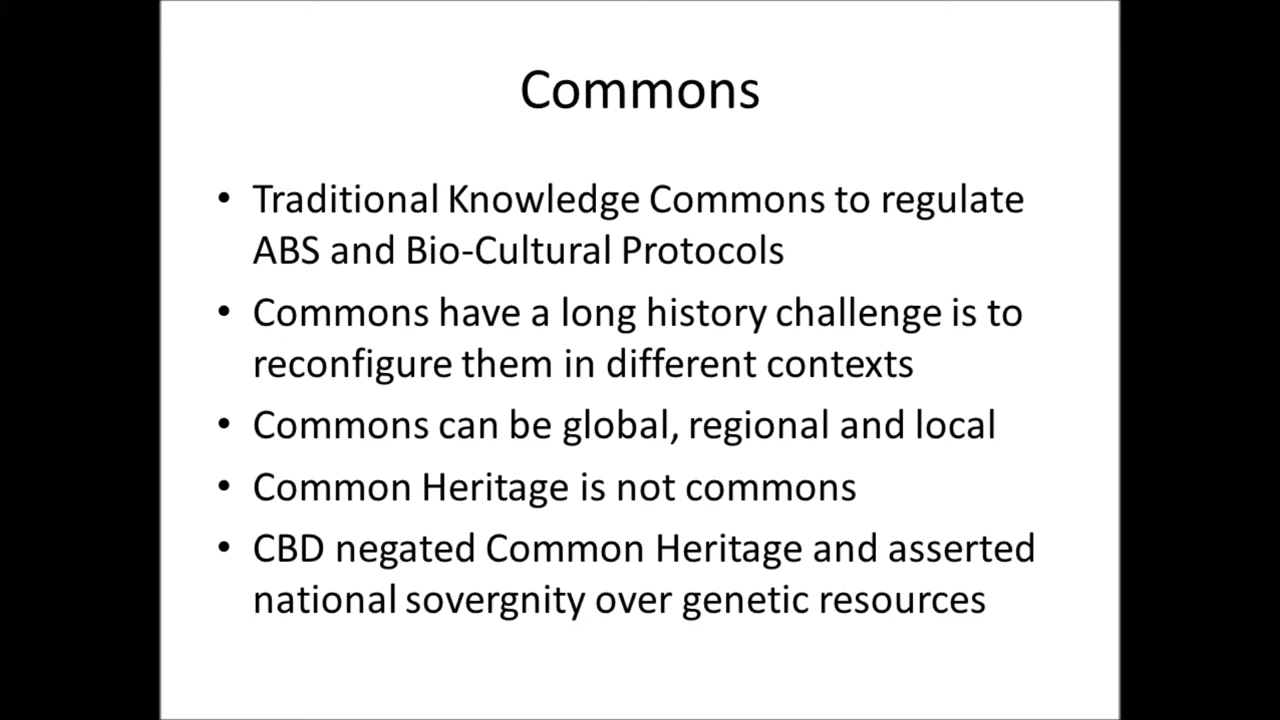 Commons
• Traditional Knowledge Commons to regulate
ABS and Bio-Cultural Protocols
• Commons have a long history challenge is to
reconfigure them in different contexts
• Commons can be global, regional and local
• Common Heritage is not commons
• CBD negated Common Heritage and asserted
national sovergnity over genetic resources